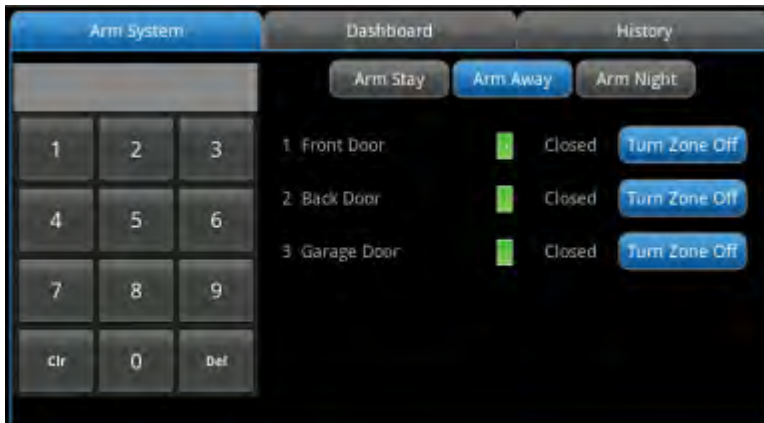 Arm System Dashboard History
Arm Stay Arm Away Arm Night
1 2 3
1 Front Door Closed Turn Zone Off
2 Back Door Closed Turn Zone Off
4 5 6
3 Garage Door Closed Turn Zone Off
7 8 9
Clr 0 Del